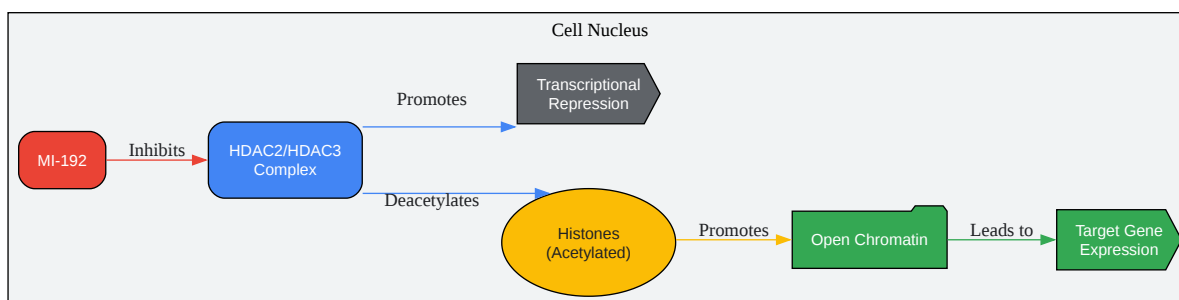 Cell Nucleus
Transcriptional
Repression
Promotes
MI-192
Inhibits
HDAC2/HDAC3
Complex
Deacetylates
Histones
(Acetylated)
Promotes
Open Chromatin
Leads to
Target Gene
Expression